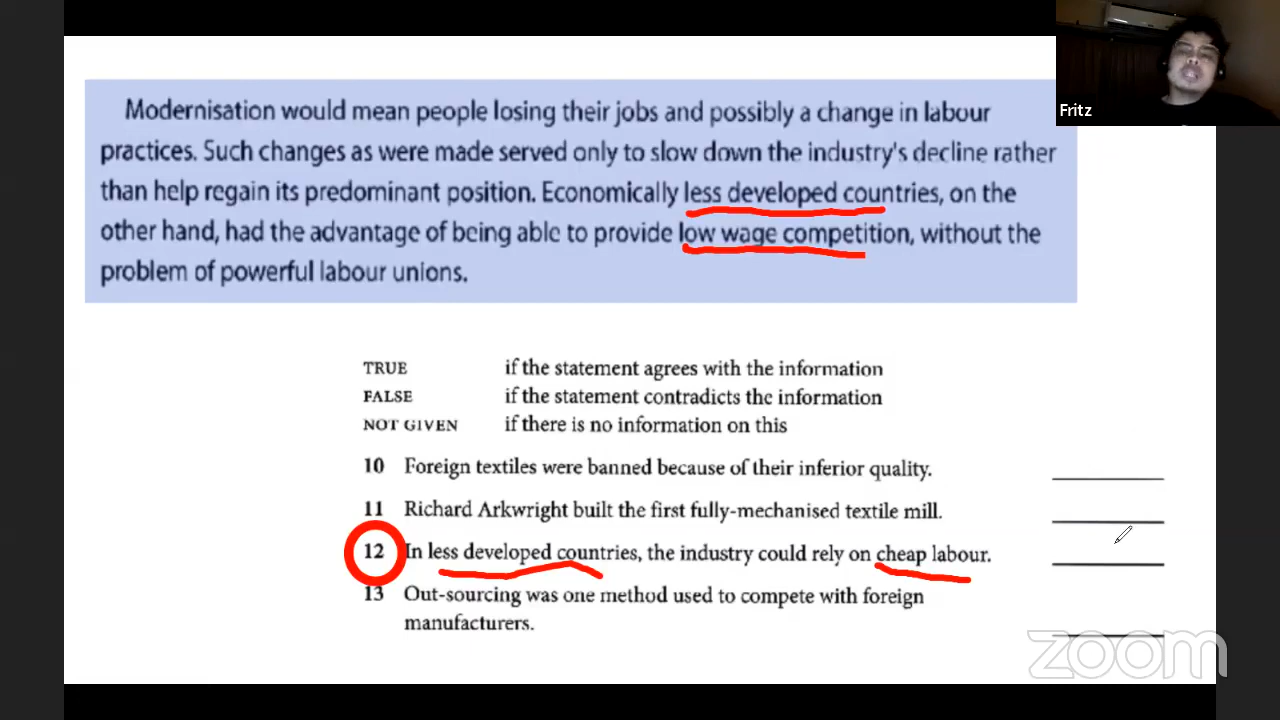 Fritz
Modernisation would mean people losing their jobs and possibly a change in labour
practices. Such changes as were made served only to slow down the industry's decline rather
than help regain its predominant position. Economically less developed countries, on the
other hand, had the advantage of being able to provide low wage competition, without the
problem of powerful labour unions.
TRUE if the statement agrees with the information
FALSE if the statement contradicts the information
NOT GIVEN if there is no information on this
10 Foreign textiles were banned because of their inferior quality.
11 Richard Arkwright built the first fully-mechanised textile mill.
12 In less developed countries, the industry could rely on cheap labour.
13 Out-sourcing was one method used to compete with foreign
manufacturers.
zoom